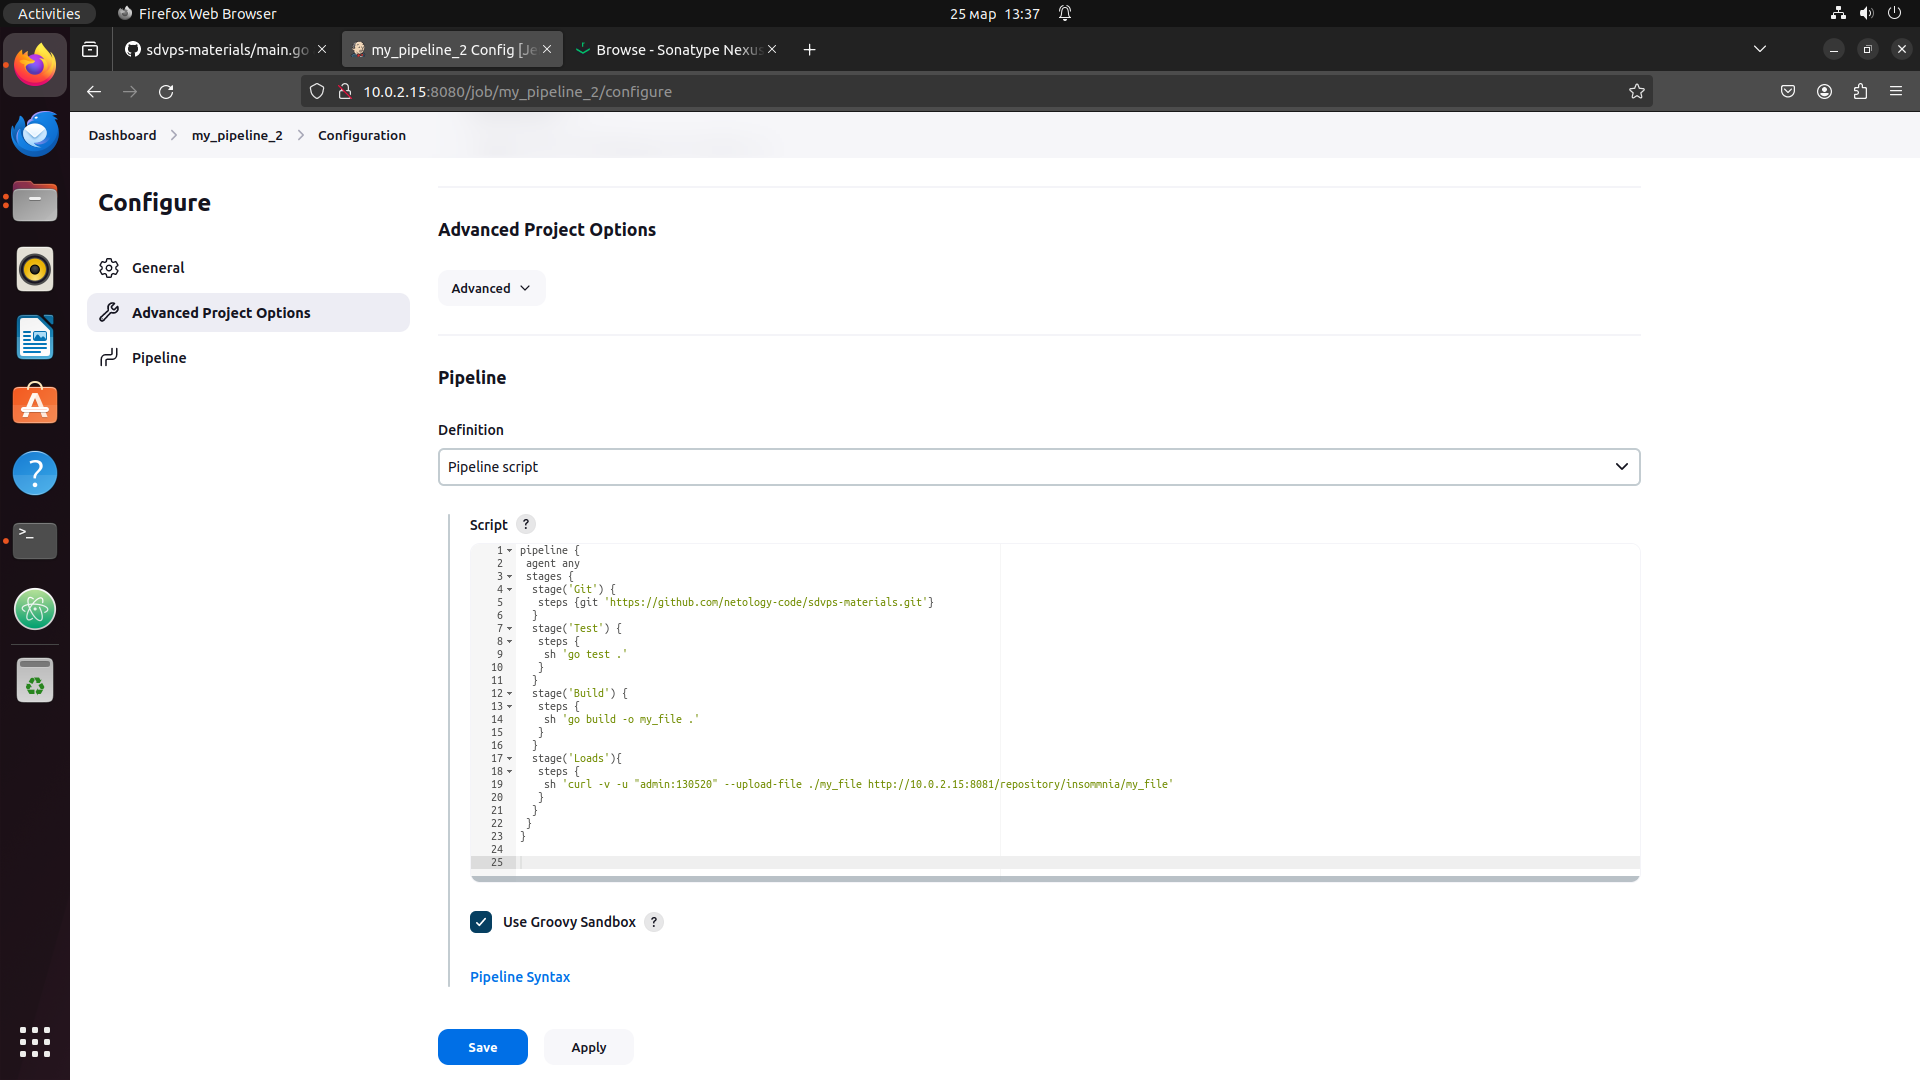 Activities
Firefox Web Browser
25 мар 13:37
sdvps-materials/main.go
my_pipeline_2 Config [Je
Browse - Sonatype Nexus
10.0.2.15:8080/job/my_pipeline_2/configure
Dashboard
my_pipeline_2
Configuration
Configure
General
Advanced Project Options
Pipeline
Advanced Project Options
Advanced
Pipeline
Definition
Pipeline script
Script ?
1 pipeline {
2 agent any
3 stages {
4 stage('Git') {
5 steps {git 'https://github.com/netology-code/sdvps-materials.git'}
6 }
7 stage('Test') {
8 steps {
9 sh 'go test .'
10 }
11 }
12 stage('Build') {
13 steps {
14 sh 'go build -o my_file .'
15 }
16 }
17 stage('Loads'){
18 steps {
19 sh 'curl -v -u "admin:130520" --upload-file ./my_file http://10.0.2.15:8081/repository/insommnia/my_file'
20 }
21 }
22 }
23 }
24
25
Use Groovy Sandbox ?
Pipeline Syntax
Save
Apply